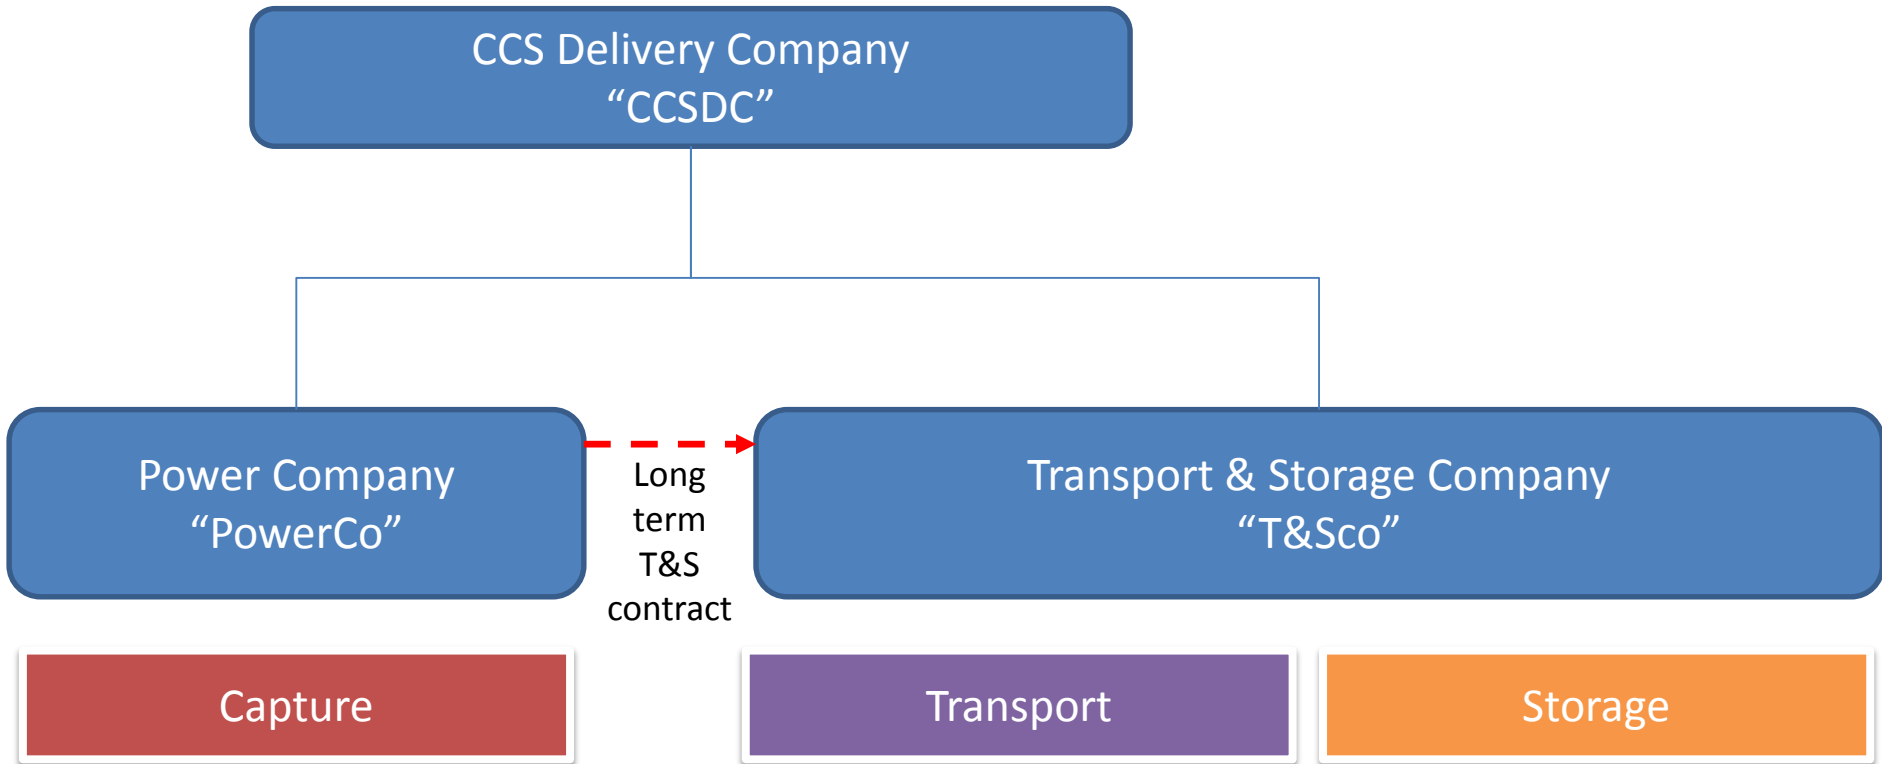 CCS Delivery Company
“CCSDC”
Power Company
“PowerCo”
Long
term
T&S
contract
Transport & Storage Company
“T&Sco”
Capture
Transport
Storage